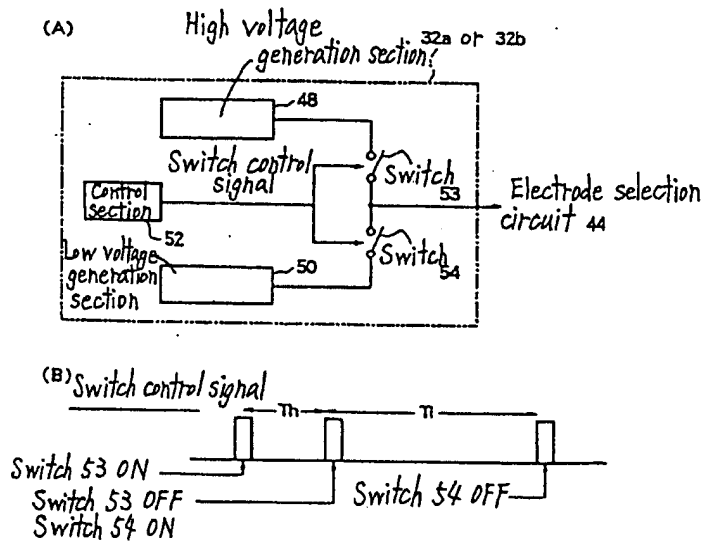 (A)
High voltage
generation section
32a or 32b
48
Switch control
signal
Switch
53
Control
section
52
Electrode selection
circuit 44
Switch
54
Low voltage
generation
section
50
(B)
Switch control signal
Th
Tl
Switch 53 ON
Switch 53 OFF
Switch 54 ON
Switch 54 OFF